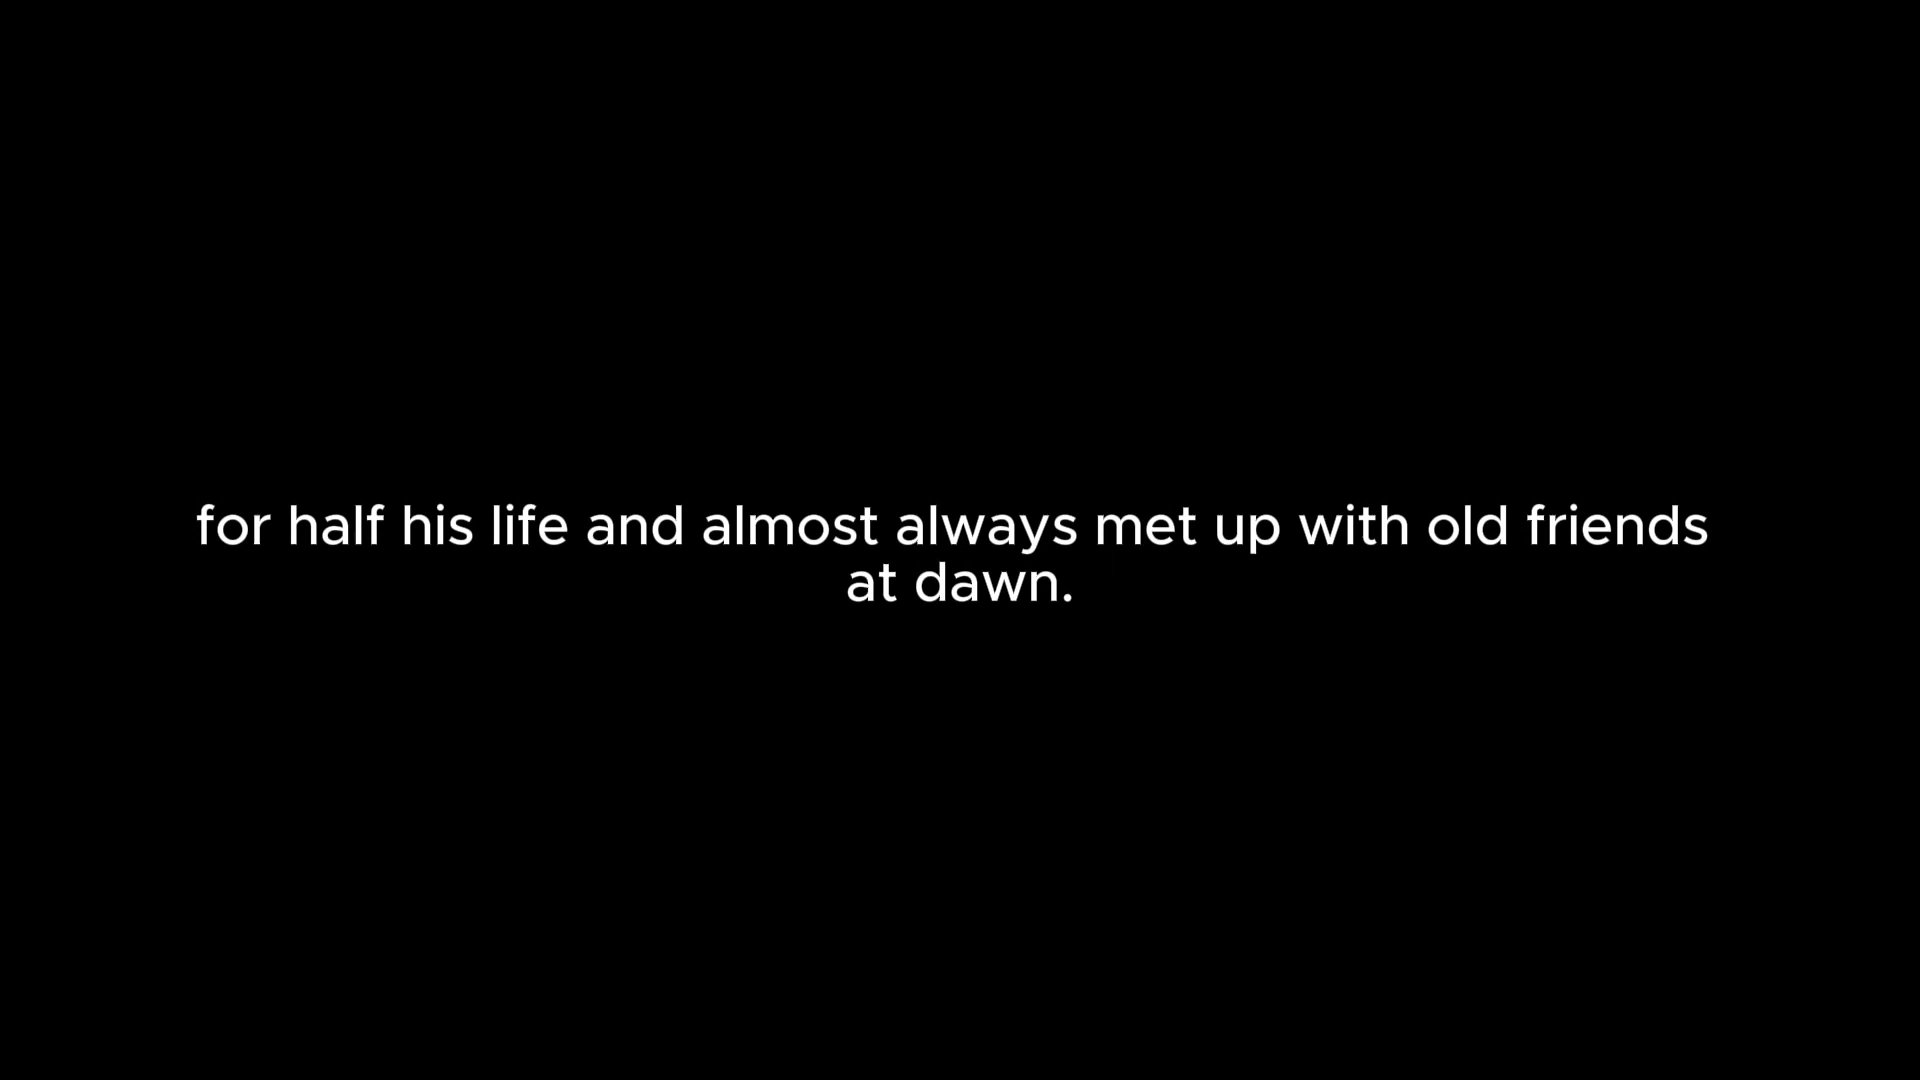 for half his life and almost always met up with old friends
at dawn.